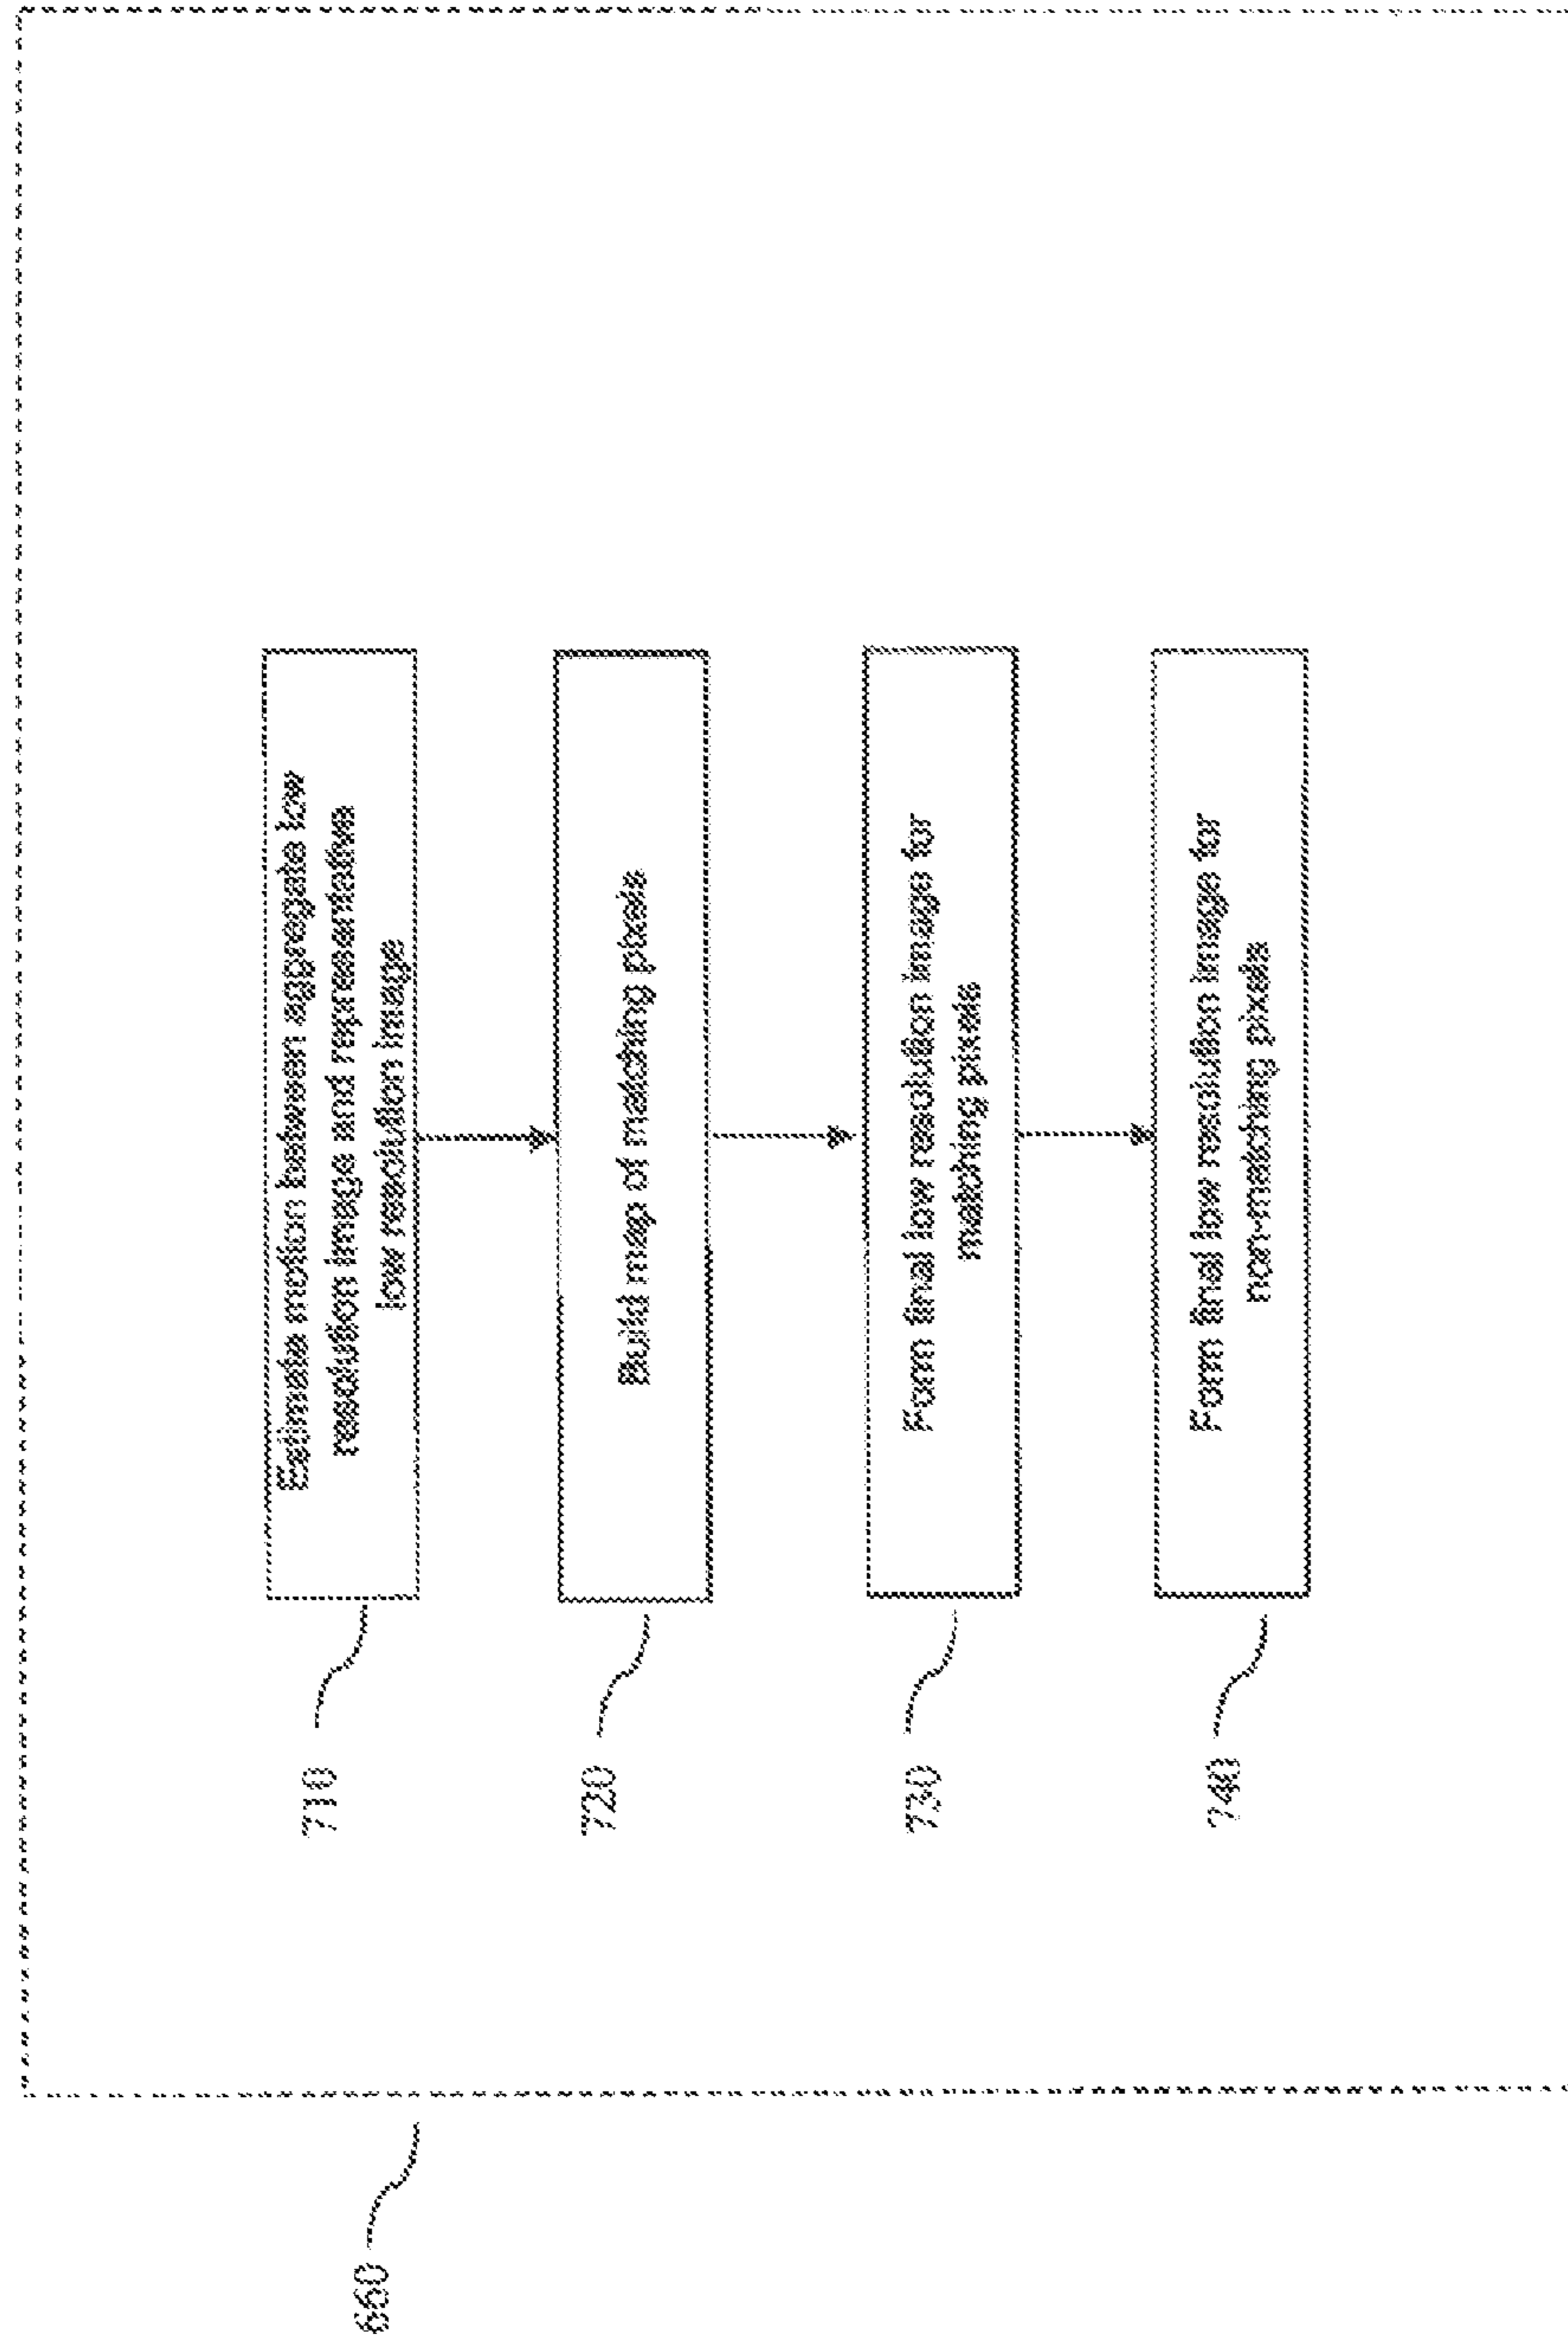 660
710
Estimate motion between aggregate low
resolution image and representative
low resolution image
720
Build map of matching pixels
730
Form final low resolution image for
matching pixels
740
Form final low resolution image for
non-matching pixels